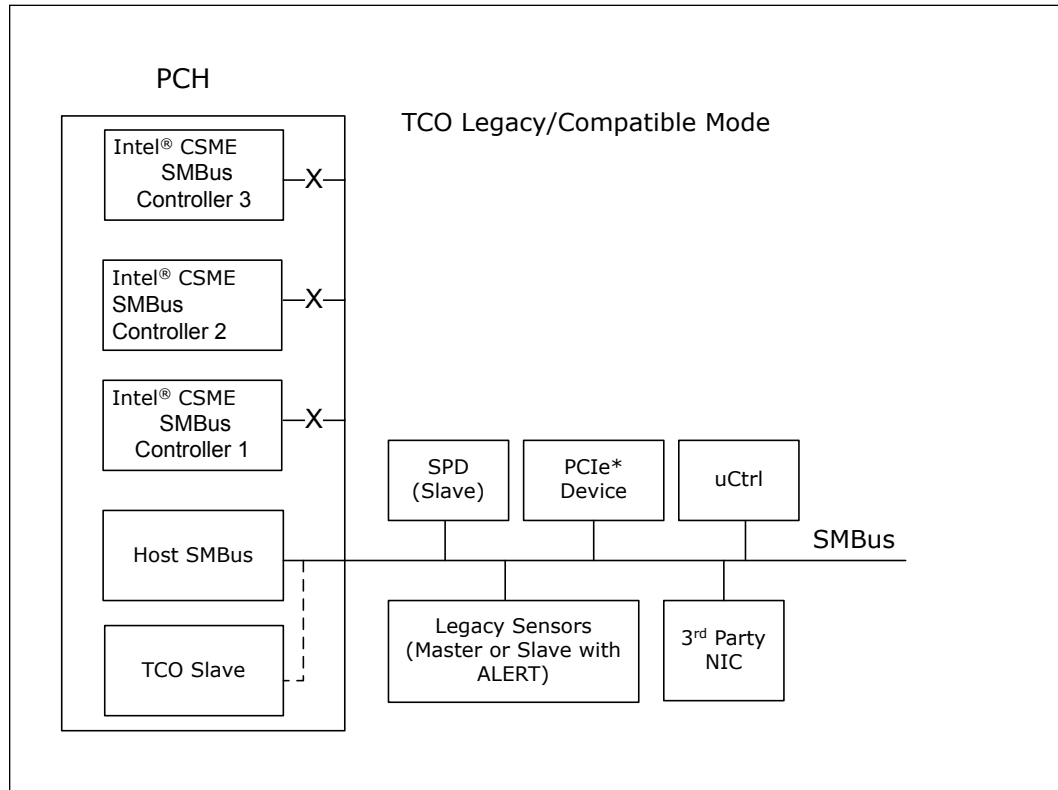 PCH
TCO Legacy/Compatible Mode
Intel® CSME
SMBus
Controller 3
X
Intel® CSME
SMBus
Controller 2
X
Intel® CSME
SMBus
Controller 1
X
SPD
(Slave)
PCIe*
Device
uCtrl
Host SMBus
SMBus
Legacy Sensors
(Master or Slave with
ALERT)
3rd Party
NIC
TCO Slave